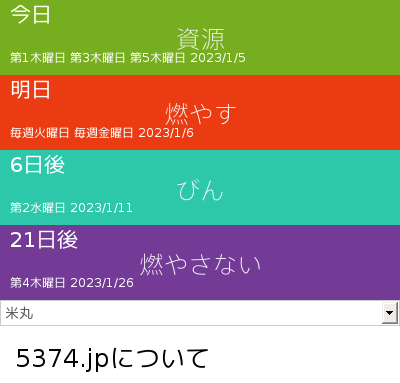 今日
資源
第1木曜日 第3木曜日 第5木曜日 2023/1/5
明日
燃やす
毎週火曜日 毎週金曜日 2023/1/6
6日後
びん
第2水曜日 2023/1/11
21日後
燃やさない
第4木曜日 2023/1/26
米丸
5374.jpについて